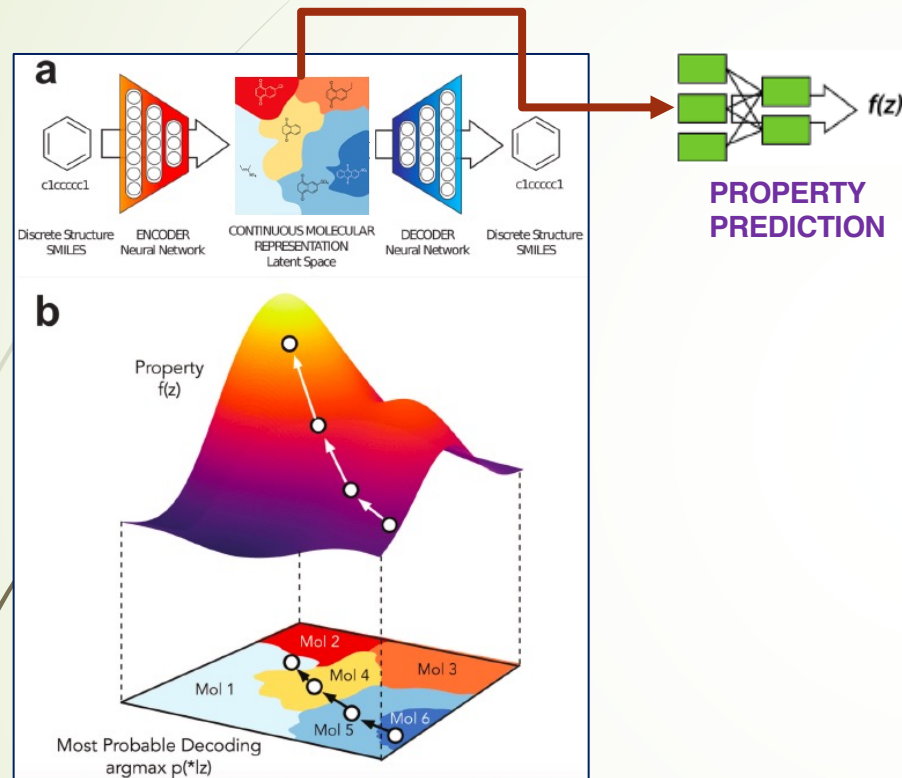 a
c1ccccc1
c1ccccc1
Discrete Structure
SMILES
ENCODER
Neural Network
CONTINUOUS MOLECULAR
REPRESENTATION
Latent Space
DECODER
Neural Network
Discrete Structure
SMILES
f(z)
PROPERTY
PREDICTION
b
Property
f(z)
Mol 2
Mol 3
Mol 4
Mol 1
Mol 6
Mol 5
Most Probable Decoding
argmax p(*lz)